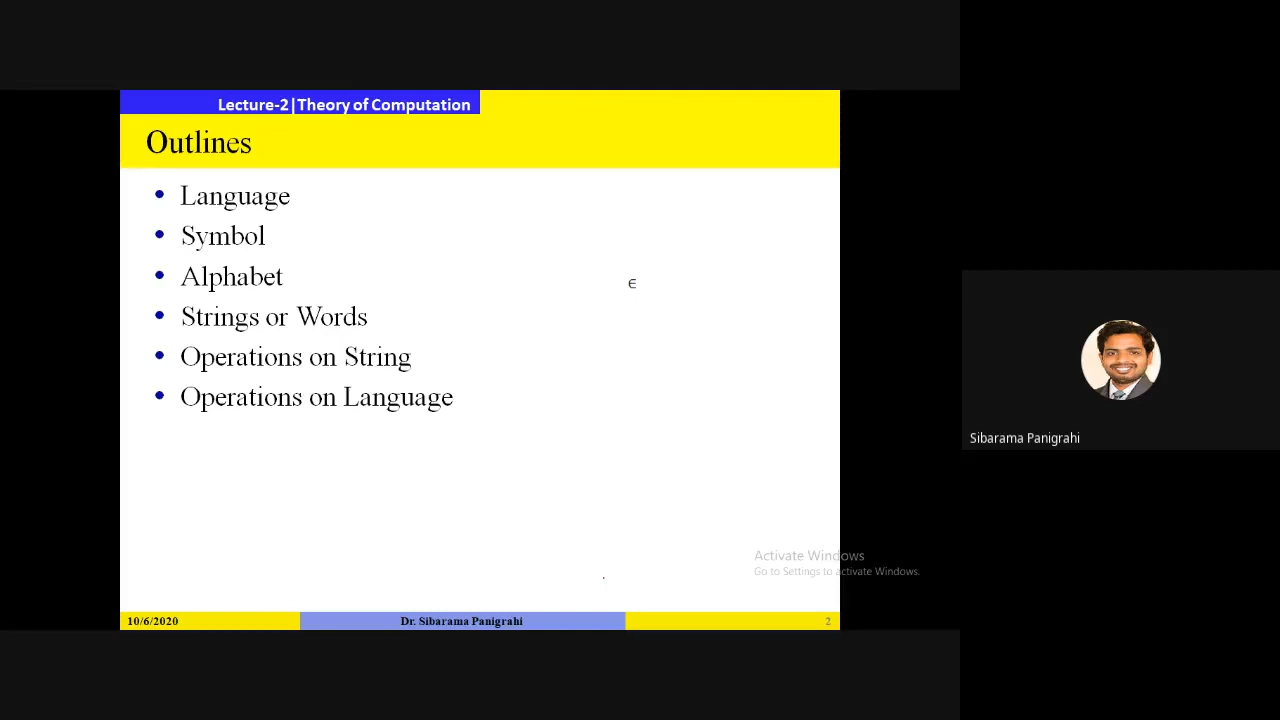 Lecture-2|Theory of Computation
Outlines
• Language
• Symbol
• Alphabet
ϵ
• Strings or Words
• Operations on String
• Operations on Language
Sibarama Panigrahi
Activate Windows
Go to Settings to activate Windows.
10/6/2020
Dr. Sibarama Panigrahi
2